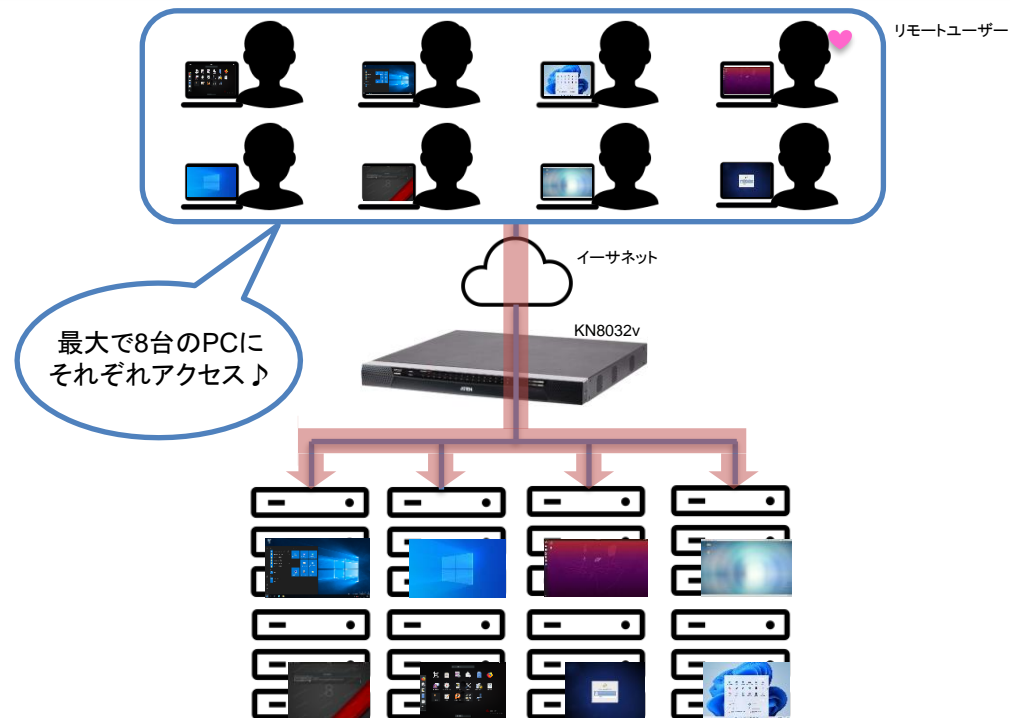 リモートユーザー
イーサネット
KN8032v
最大で8台のPCに
それぞれアクセス♪
ATEN